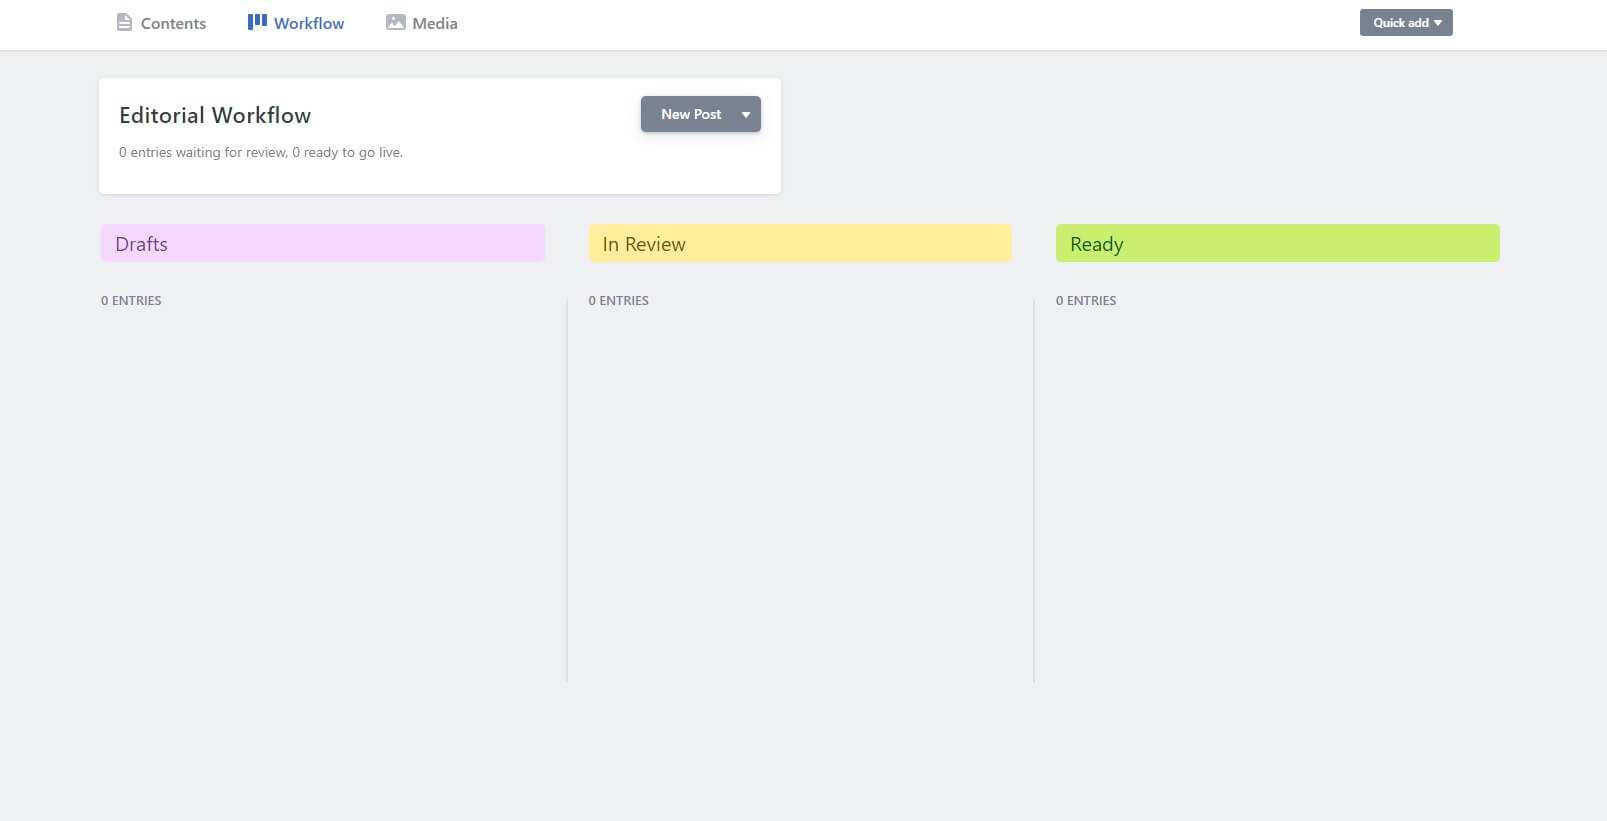 Contents Workflow Media Quick add
Editorial Workflow New Post
0 entries waiting for review, 0 ready to go live.
Drafts In Review Ready
0 ENTRIES 0 ENTRIES 0 ENTRIES